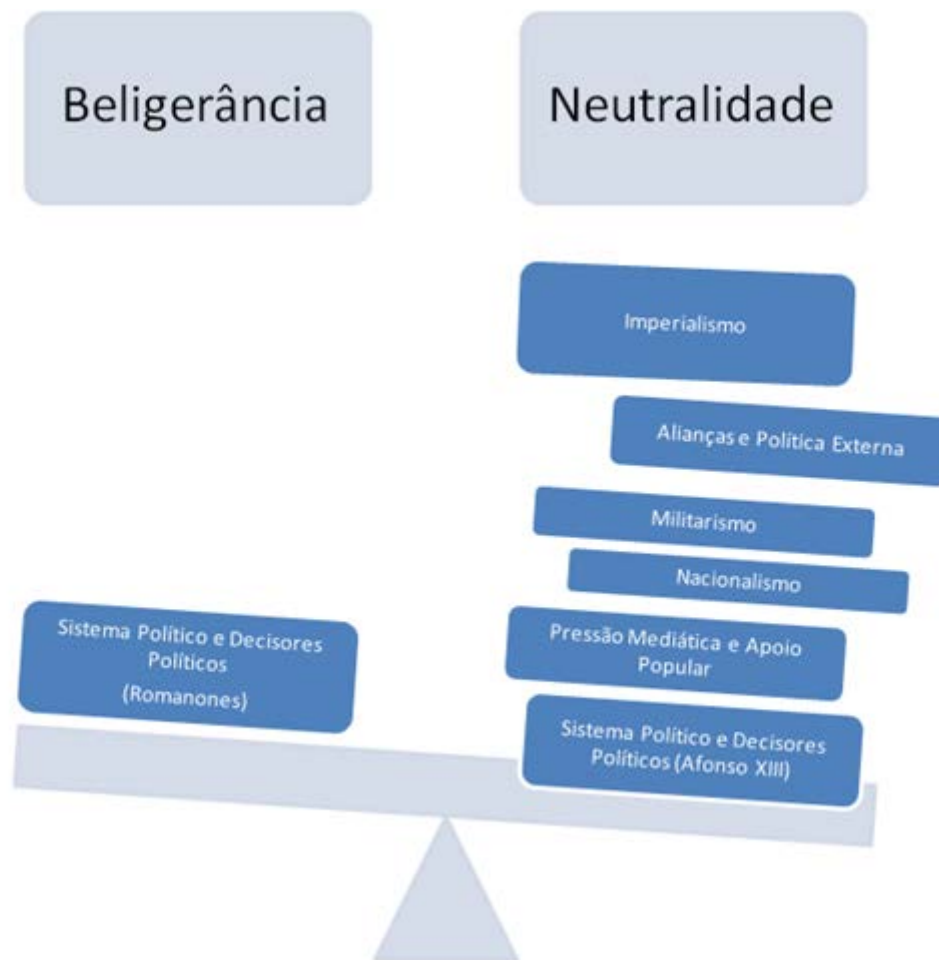 Beligerância
Neutralidade
Imperialismo
Alianças e Política Externa
Militarismo
Nacionalismo
Pressão Mediática e Apoio
Popular
Sistema Político e Decisores
Políticos (Afonso XIII)
Sistema Político e Decisores
Políticos
(Romanones)